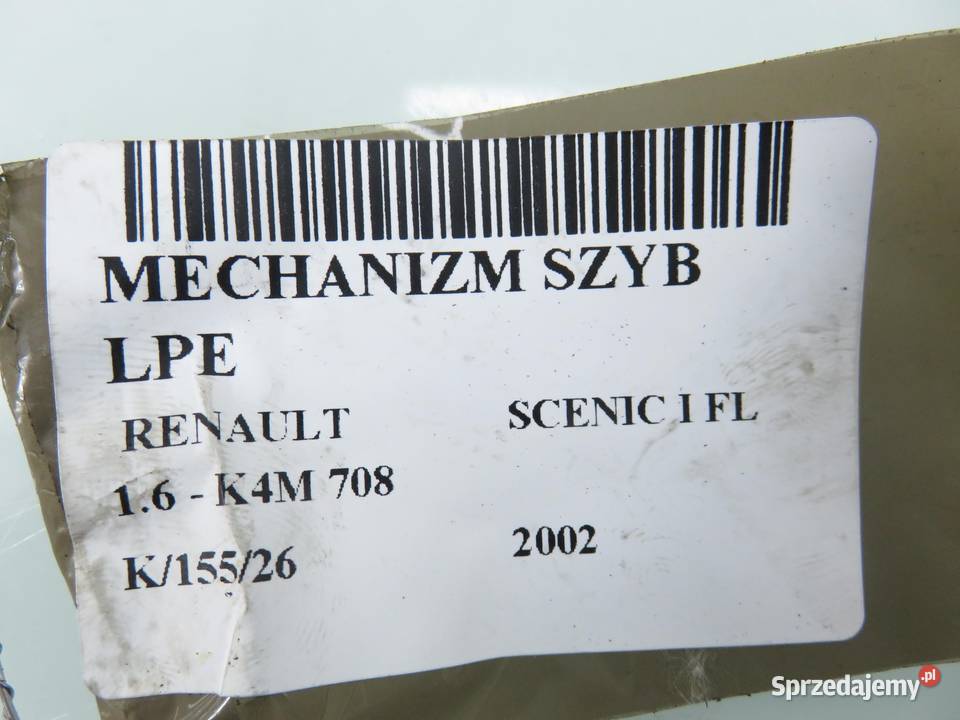 MECHANIZM SZYB
LPE
RENAULT SCENIC I FL
1.6 - K4M 708
K/155/26 2002
Sprzedajemy.pl